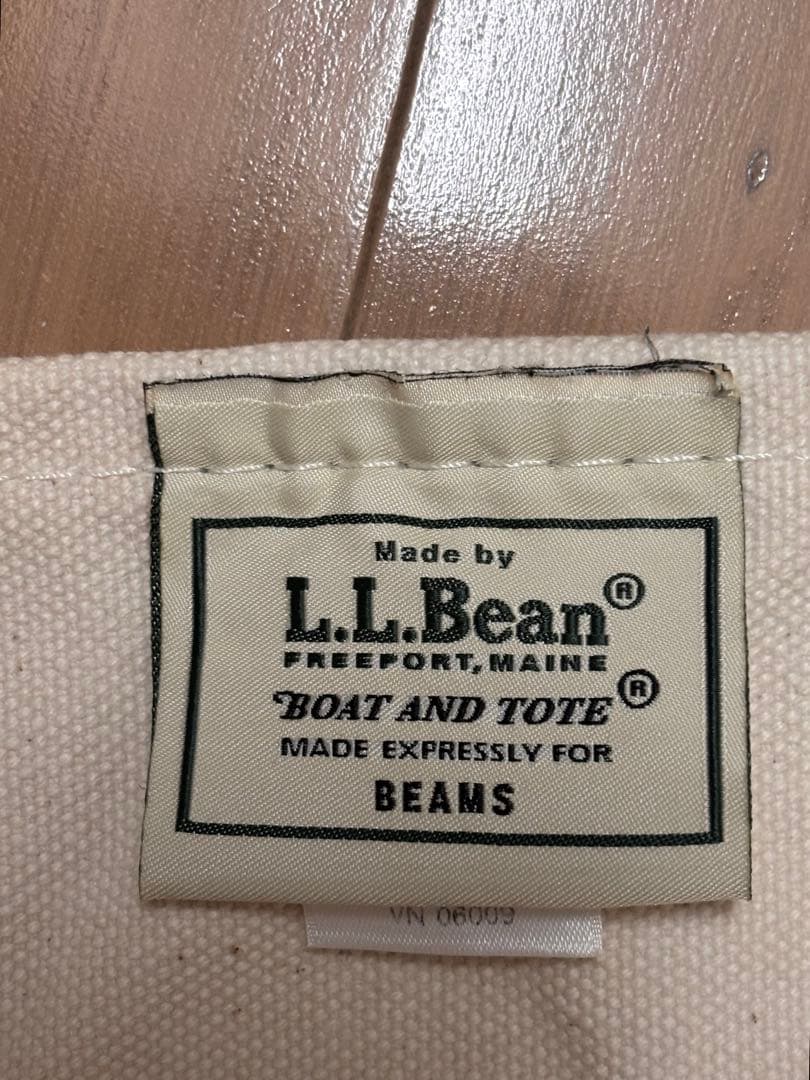 Made by
L.L.Bean®
FREEPORT, MAINE
BOAT AND TOTE®
MADE EXPRESSLY FOR
BEAMS
VN 06009